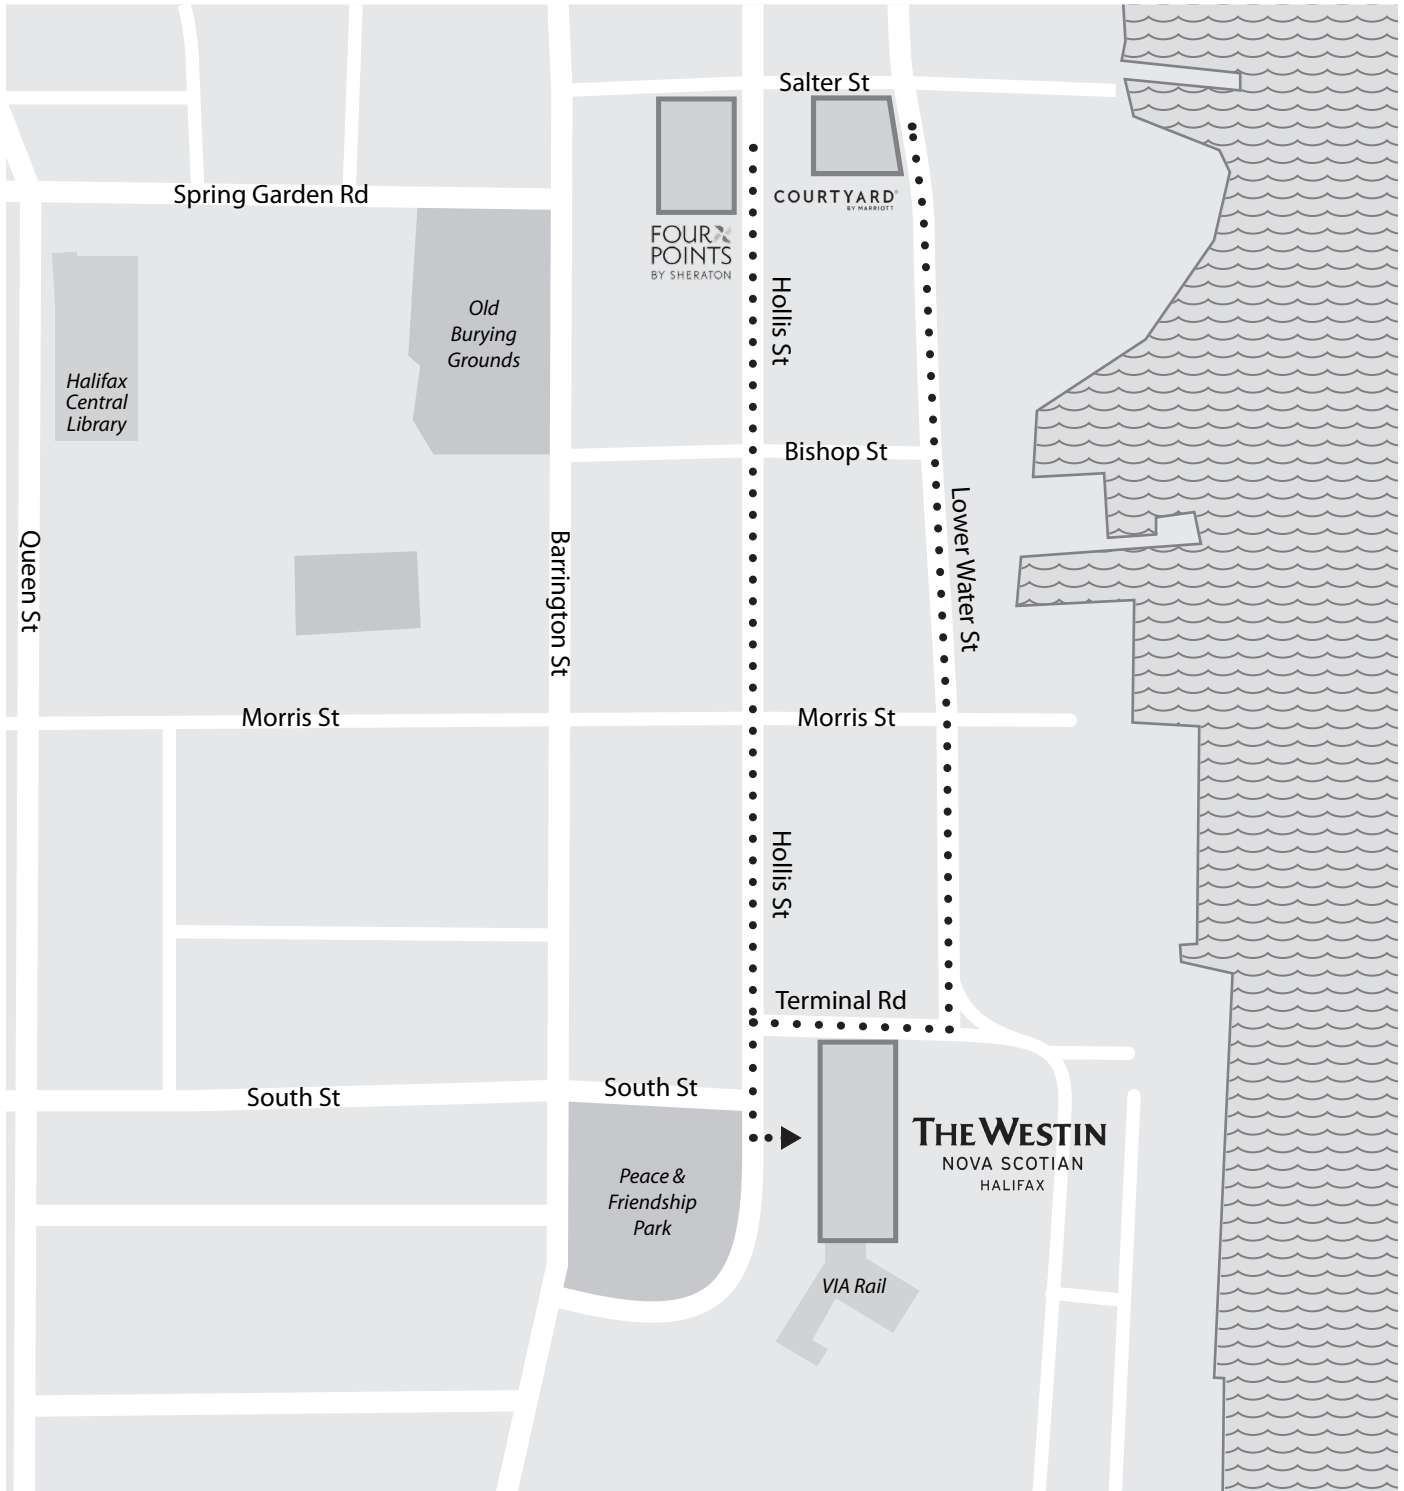 Salter St
Spring Garden Rd
COURTYARD®
BY MARRIOTT
FOUR
POINTS
BY SHERATON
Hollis St
Old
Burying
Grounds
Halifax
Central
Library
Bishop St
Lower Water St
Queen St
Barrington St
Morris St
Morris St
Hollis St
Terminal Rd
South St
South St
THE WESTIN
NOVA SCOTIAN
HALIFAX
Peace &
Friendship
Park
VIA Rail